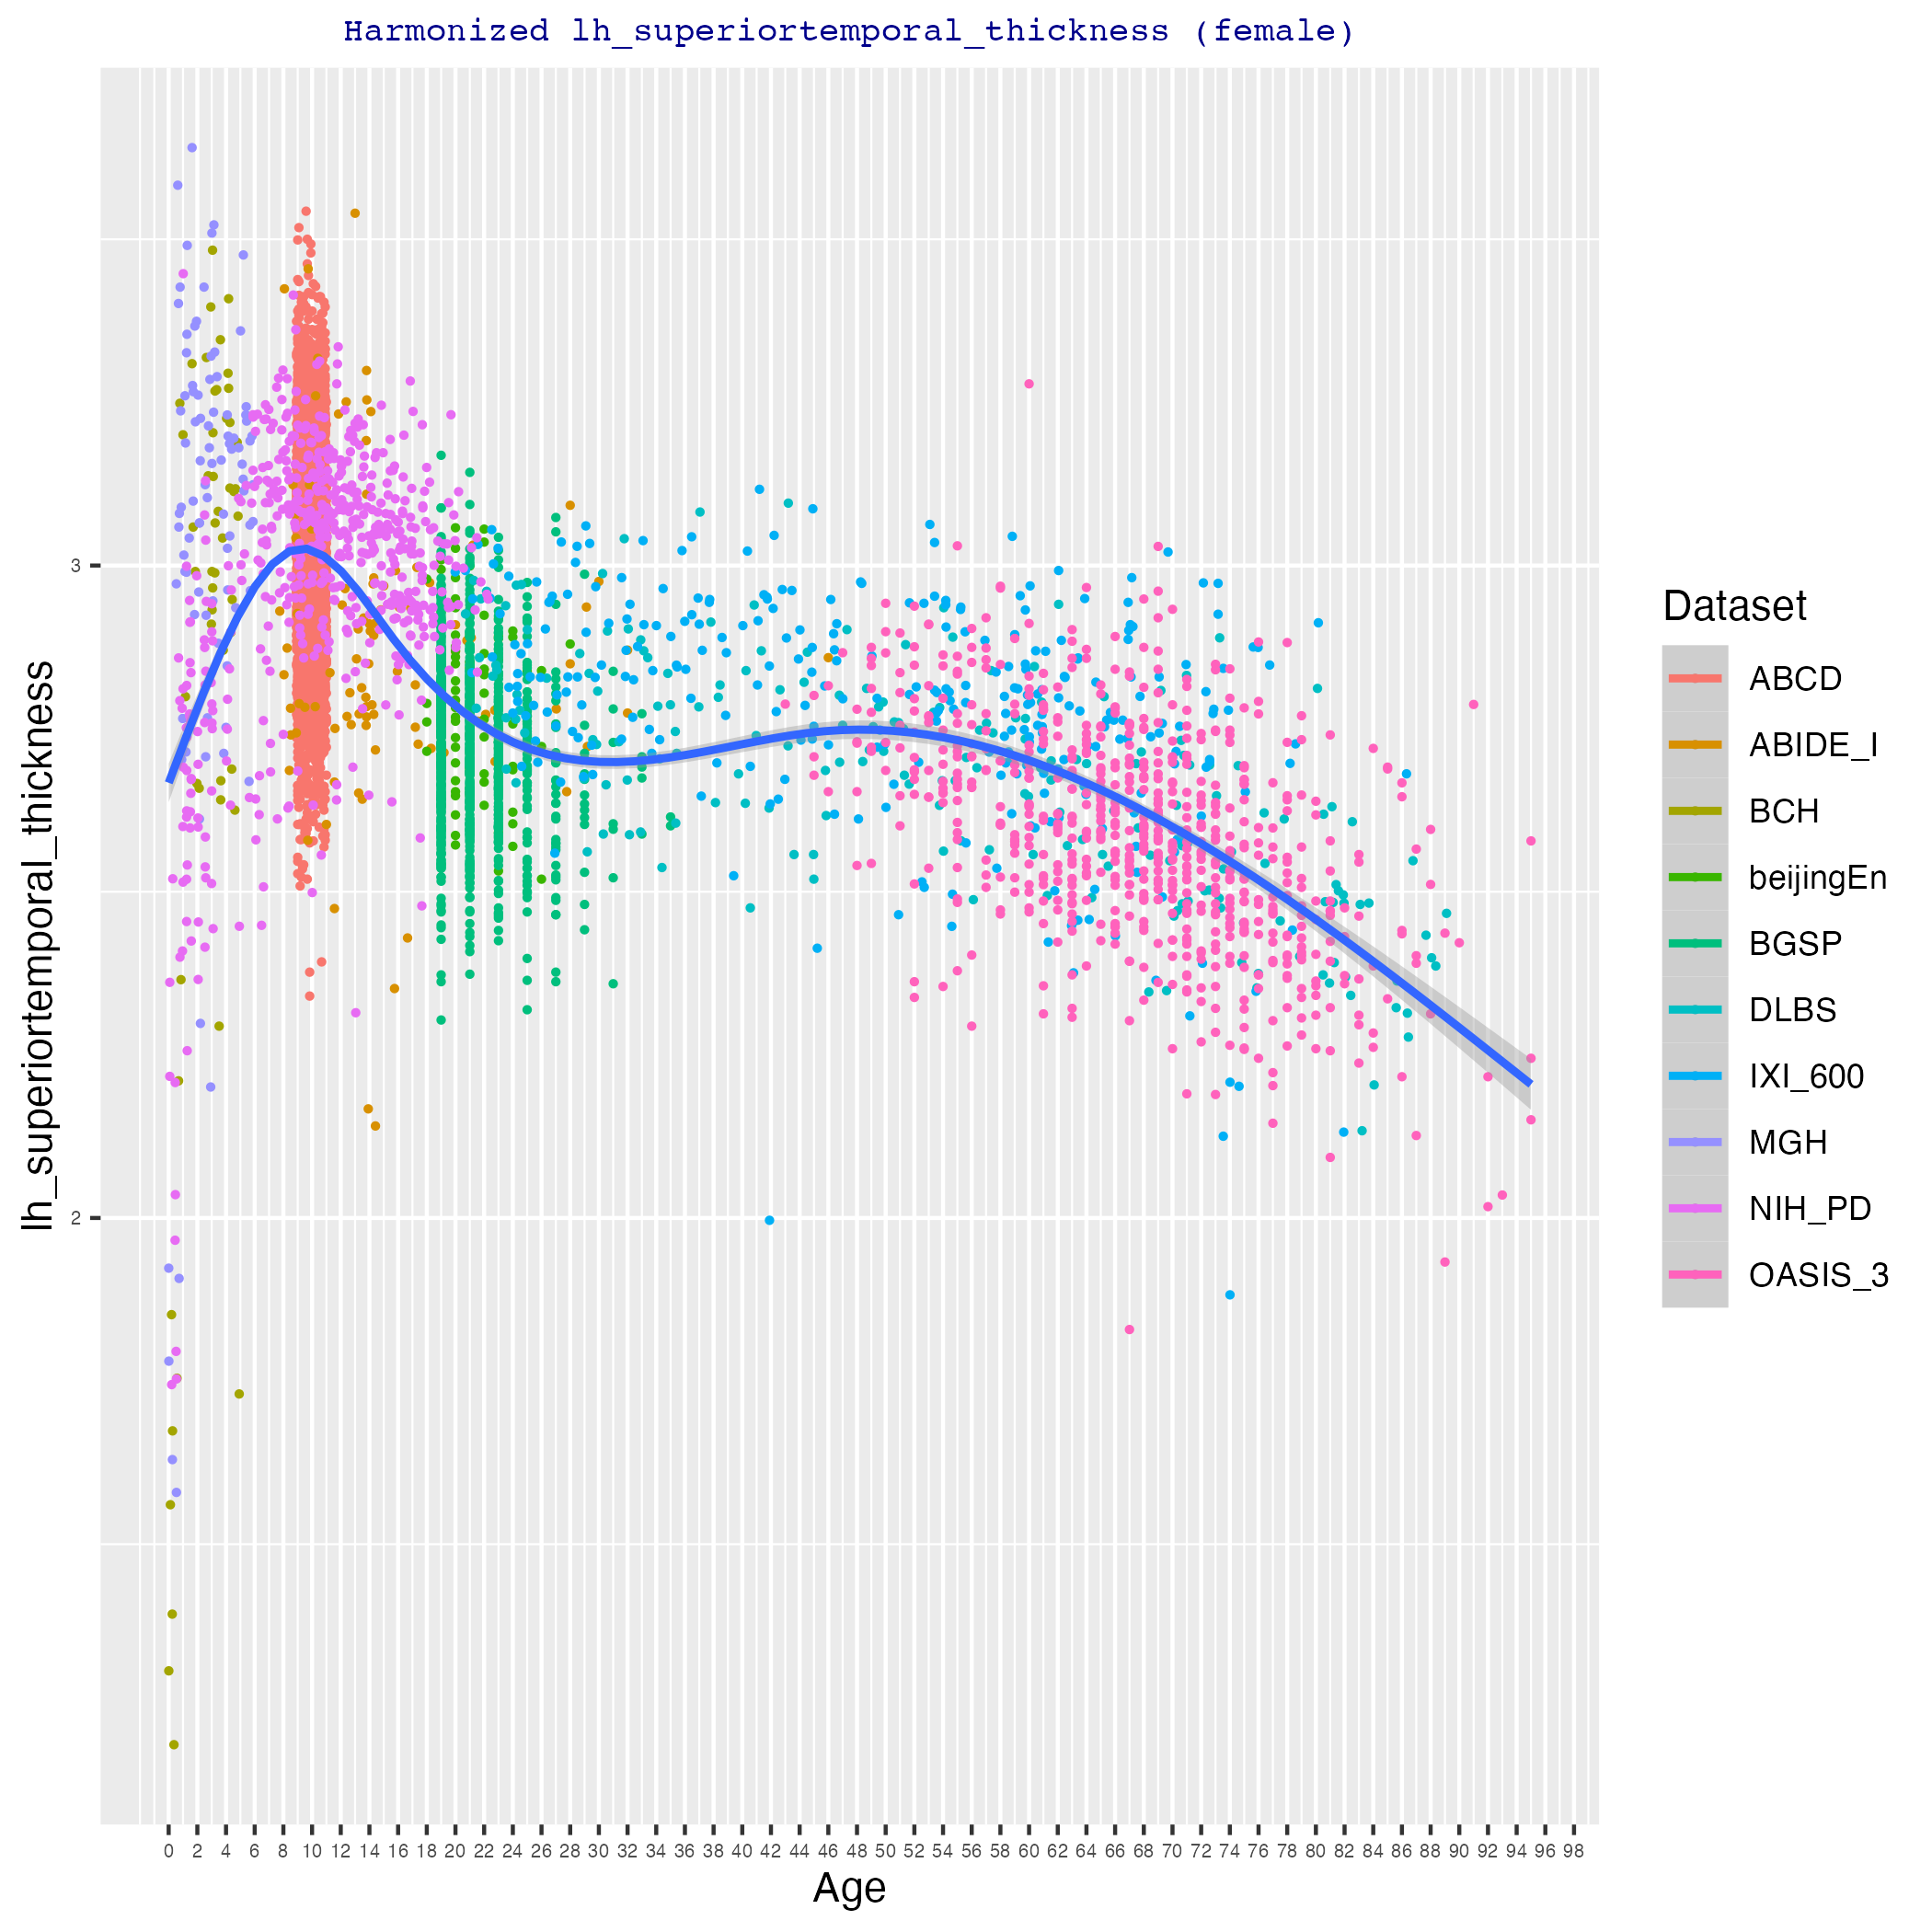 Harmonized lh_superiortemporal_thickness (female)
lh_superiortemporal_thickness
3
2
0 2 4 6 8 10 12 14 16 18 20 22 24 26 28 30 32 34 36 38 40 42 44 46 48 50 52 54 56 58 60 62 64 66 68 70 72 74 76 78 80 82 84 86 88 90 92 94 96 98
Age
Dataset
ABCD
ABIDE_I
BCH
beijingEn
BGSP
DLBS
IXI_600
MGH
NIH_PD
OASIS_3